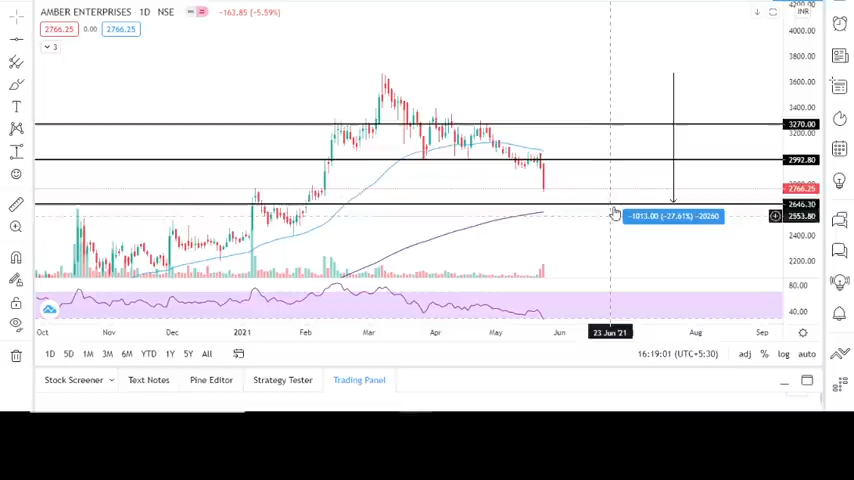 AMBER ENTERPRISES · 1D NSE −163.85 (−5.59%)
2766.25 0.00 2766.25
3
INR
4000.00
3800.00
3600.00
3400.00
3270.00
3200.00
2992.80
2766.25
2646.30
2553.80
2400.00
2200.00
−1013.00 (−27.61%) −20260
80.00
40.00
Oct Nov Dec 2021 Feb Mar Apr May Jun 23 Jun '21 Aug Sep
1D 5D 1M 3M 6M YTD 1Y 5Y All 16:19:01 (UTC+5:30) adj % log auto
Stock Screener Text Notes Pine Editor Strategy Tester Trading Panel